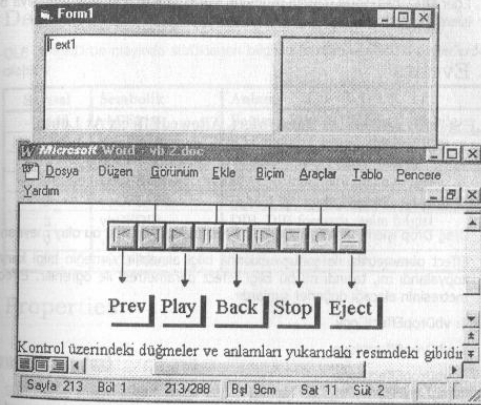 Form1
Text1
Microsoft Word - vb 2.doc
Dosya Düzen Görünüm Ekle Biçim Araçlar Tablo Pencere
Yardım
Prev Play Back Stop Eject
Kontrol üzerindeki düğmeler ve anlamları yukarıdaki resimdeki gibidir
Sayfa 213 Böl 1 213/288 Bşl 9cm Sat 11 Süt 2